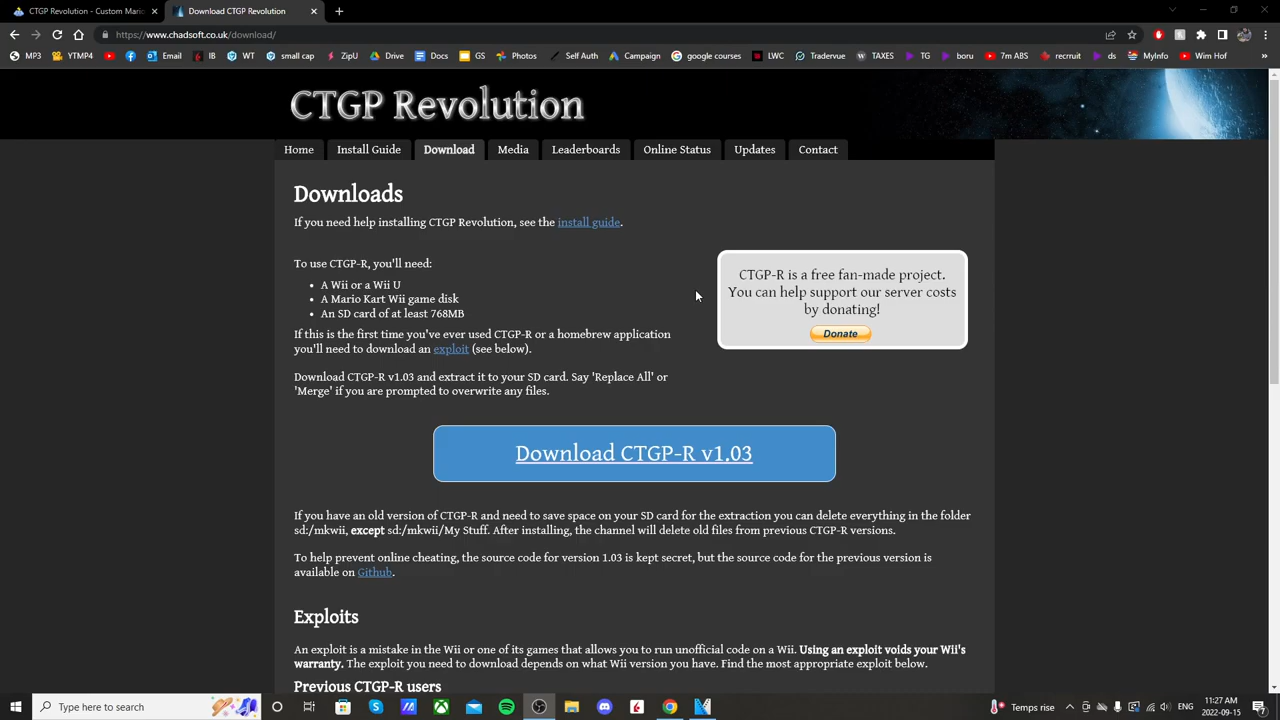 CTGP Revolution - Custom Mari
Download CTGP Revolution
https://www.chadsoft.co.uk/download/
MP3 YTMP4 Email IB WT small cap ZipU Drive Docs GS Photos Self Auth Campaign google courses LWC Tradervue TAXES TG boru 7m ABS recrruit ds MyInfo Wim Hof »
CTGP Revolution
Home Install Guide Download Media Leaderboards Online Status Updates Contact
Downloads
If you need help installing CTGP Revolution, see the install guide.
To use CTGP-R, you'll need:
• A Wii or a Wii U
• A Mario Kart Wii game disk
• An SD card of at least 768MB
If this is the first time you've ever used CTGP-R or a homebrew application
you'll need to download an exploit (see below).
Download CTGP-R v1.03 and extract it to your SD card. Say 'Replace All' or
'Merge' if you are prompted to overwrite any files.
CTGP-R is a free fan-made project.
You can help support our server costs
by donating!
Donate
Download CTGP-R v1.03
If you have an old version of CTGP-R and need to save space on your SD card for the extraction you can delete everything in the folder
sd:/mkwii, except sd:/mkwii/My Stuff. After installing, the channel will delete old files from previous CTGP-R versions.
To help prevent online cheating, the source code for version 1.03 is kept secret, but the source code for the previous version is
available on Github.
Exploits
An exploit is a mistake in the Wii or one of its games that allows you to run unofficial code on a Wii. Using an exploit voids your Wii's
warranty. The exploit you need to download depends on what Wii version you have. Find the most appropriate exploit below.
Previous CTGP-R users
Type here to search
Temps rise
11:27 AM
2022-09-15